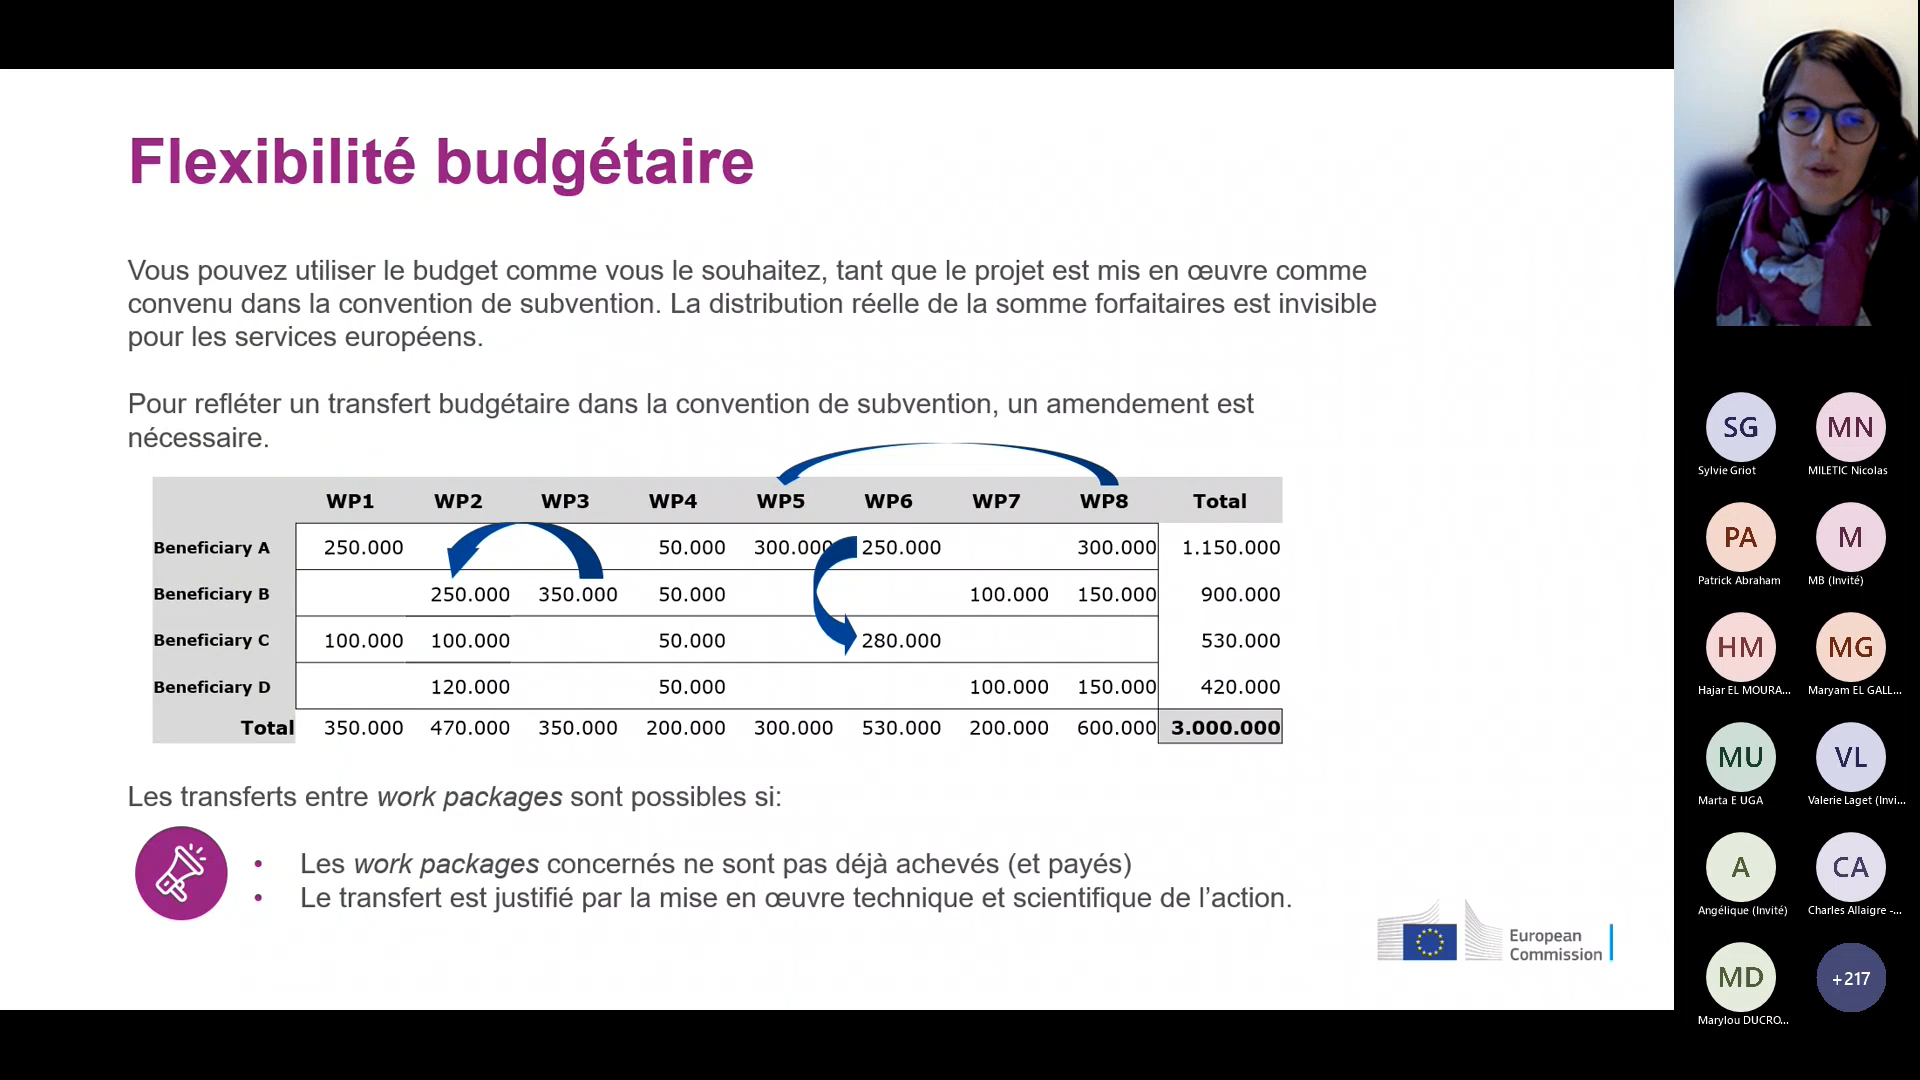 Flexibilité budgétaire
Vous pouvez utiliser le budget comme vous le souhaitez, tant que le projet est mis en œuvre comme
convenu dans la convention de subvention. La distribution réelle de la somme forfaitaires est invisible
pour les services européens.
Pour refléter un transfert budgétaire dans la convention de subvention, un amendement est
nécessaire.
WP1 WP2 WP3 WP4 WP5 WP6 WP7 WP8 Total
Beneficiary A 250.000 50.000 300.000 250.000 300.000 1.150.000
Beneficiary B 250.000 350.000 50.000 100.000 150.000 900.000
Beneficiary C 100.000 100.000 50.000 280.000 530.000
Beneficiary D 120.000 50.000 100.000 150.000 420.000
Total 350.000 470.000 350.000 200.000 300.000 530.000 200.000 600.000 3.000.000
Les transferts entre work packages sont possibles si:
• Les work packages concernés ne sont pas déjà achevés (et payés)
• Le transfert est justifié par la mise en œuvre technique et scientifique de l’action.
European
Commission
SG MN
Sylvie Griot MILETIC Nicolas
PA M
Patrick Abraham MB (Invité)
HM MG
Hajar EL MOURA... Maryam EL GALL...
MU VL
Marta E UGA Valerie Laget (Invi...
A CA
Angélique (Invité) Charles Allaigre -...
MD +217
Marylou DUCRO...